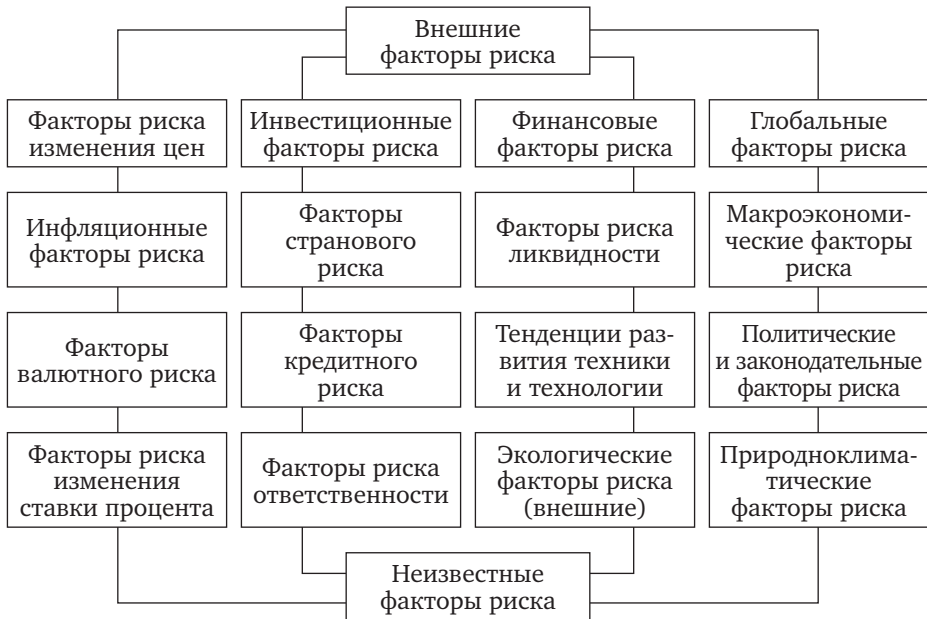 Внешние
факторы риска
Факторы риска
изменения цен
Инвестиционные
факторы риска
Финансовые
факторы риска
Глобальные
факторы риска
Инфляционные
факторы риска
Факторы
странового
риска
Факторы риска
ликвидности
Макроэкономи-
ческие факторы
риска
Факторы
валютного риска
Факторы
кредитного
риска
Тенденции раз-
вития техники
и технологии
Политические
и законодательные
факторы риска
Факторы риска
изменения
ставки процента
Факторы риска
ответственности
Экологические
факторы риска
(внешние)
Природноклима-
тические
факторы риска
Неизвестные
факторы риска